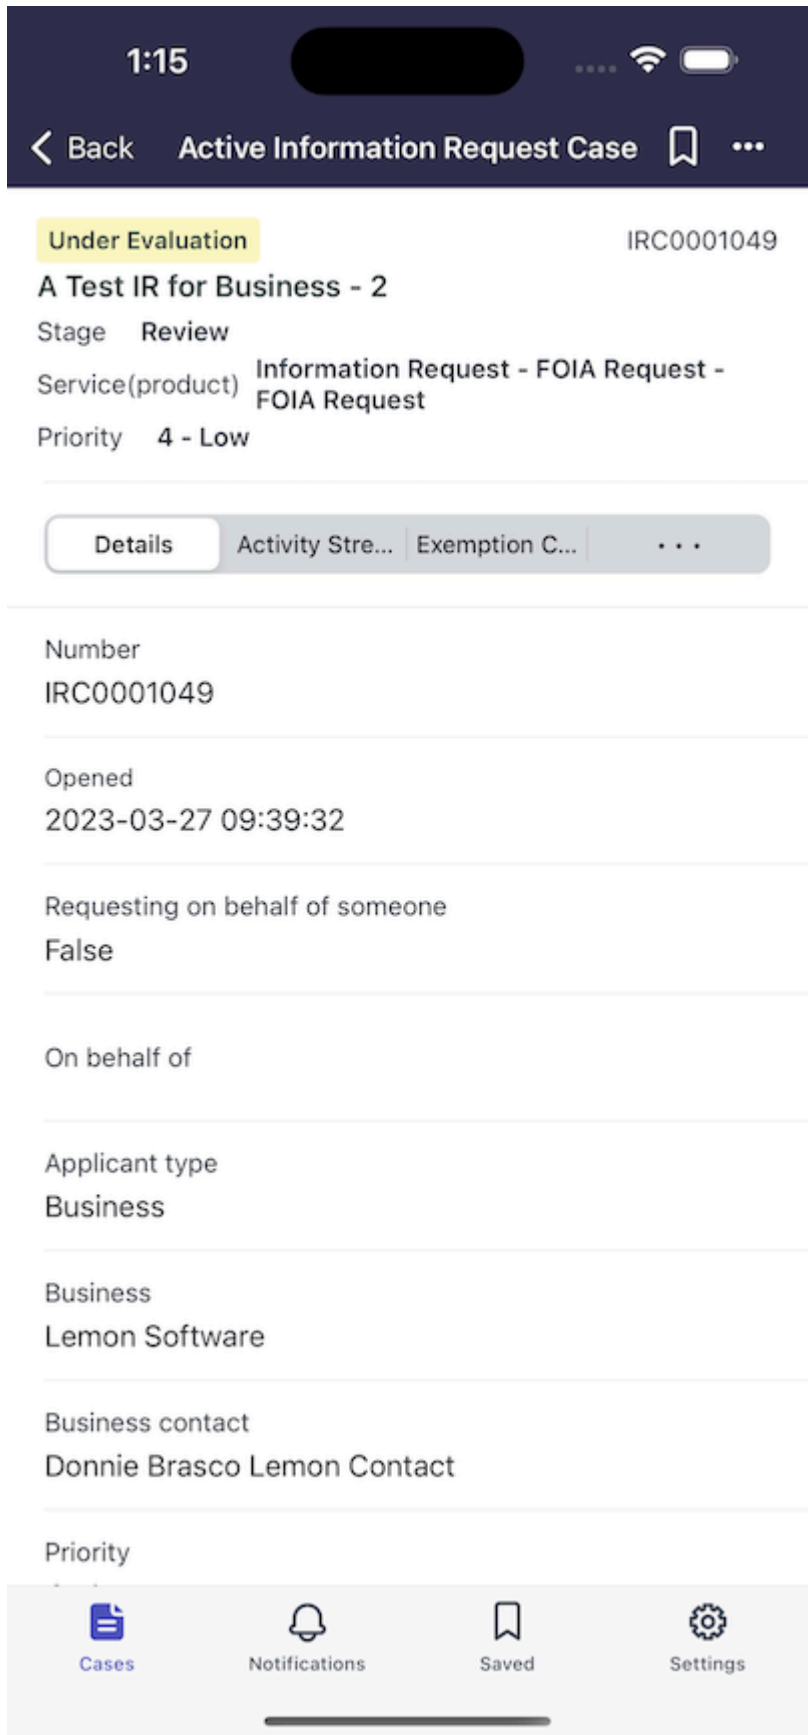 1:15
Back Active Information Request Case
Under Evaluation IRC0001049
A Test IR for Business - 2
Stage Review
Service(product) Information Request - FOIA Request -
FOIA Request
Priority 4 - Low
Details Activity Stre... Exemption C... ...
Number
IRC0001049
Opened
2023-03-27 09:39:32
Requesting on behalf of someone
False
On behalf of
Applicant type
Business
Business
Lemon Software
Business contact
Donnie Brasco Lemon Contact
Priority
Cases Notifications Saved Settings